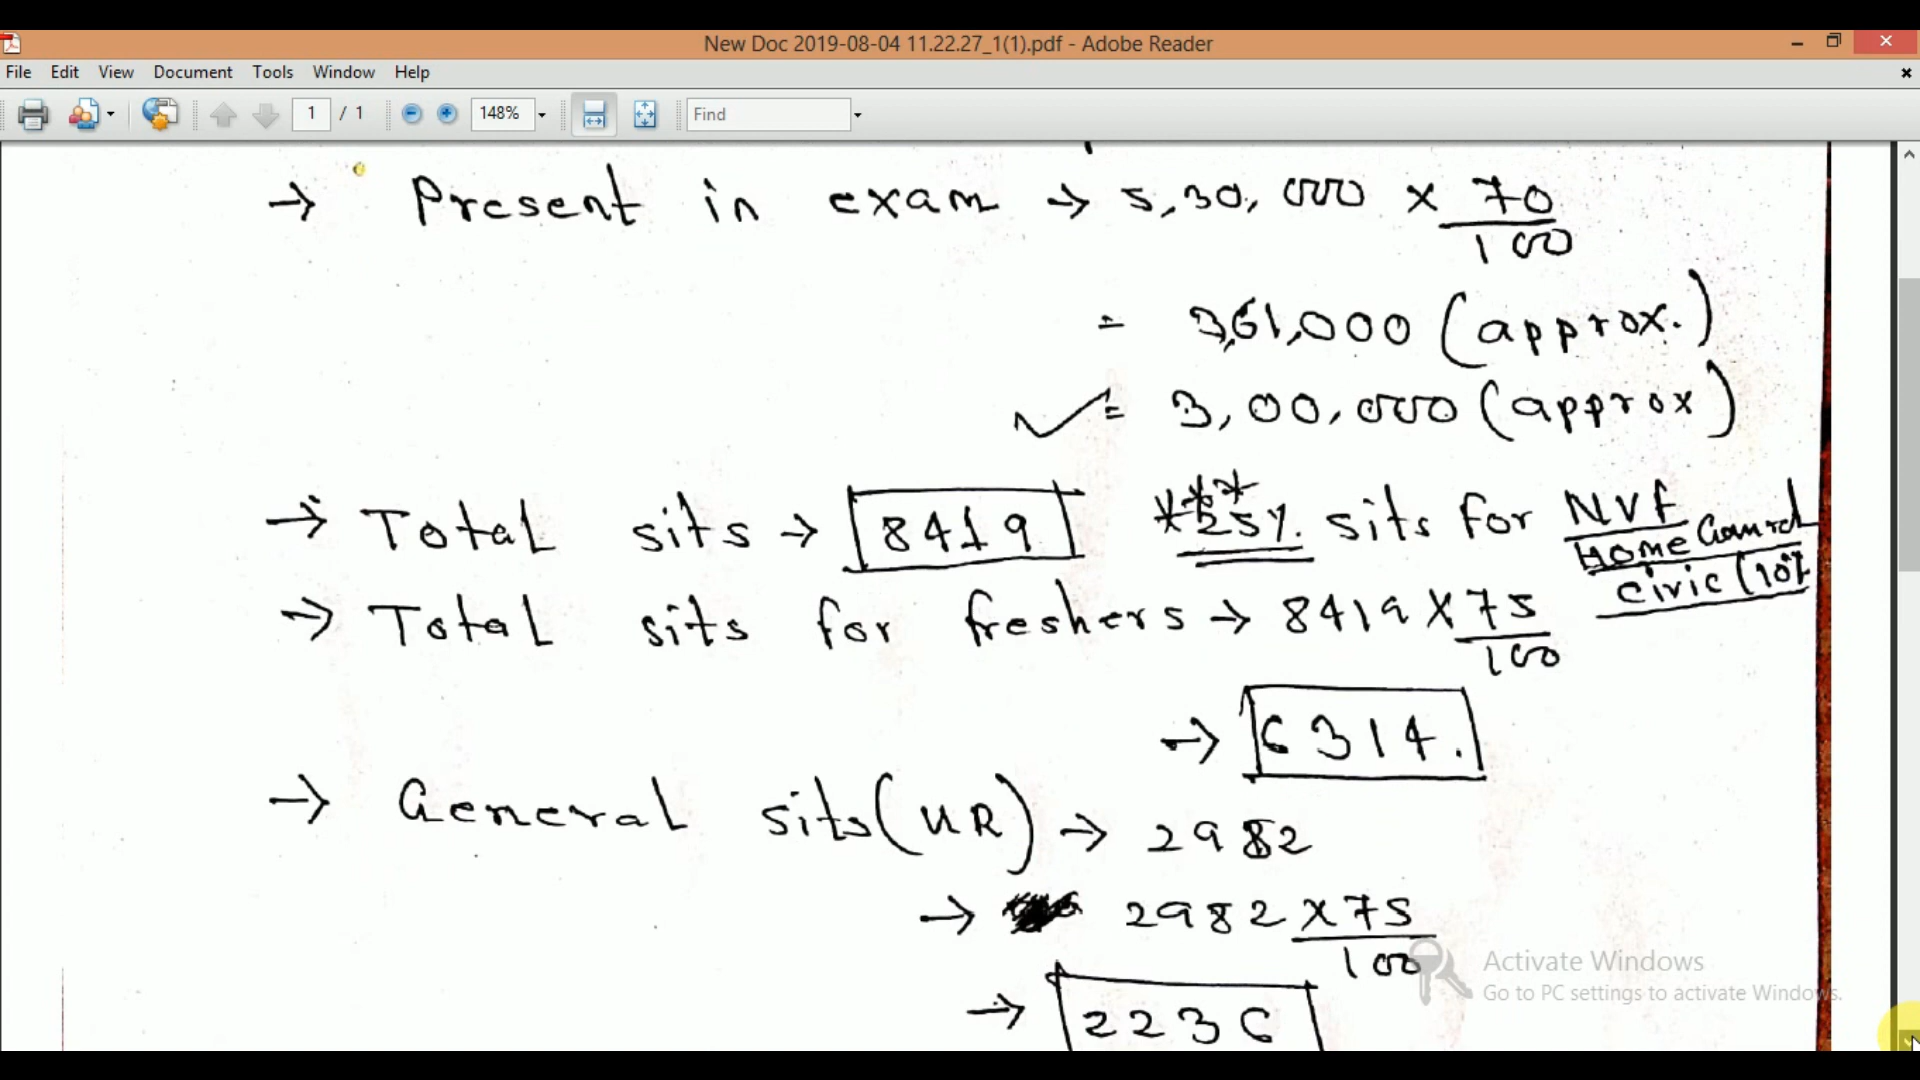 New Doc 2019-08-04 11.22.27_1(1).pdf - Adobe Reader
File Edit View Document Tools Window Help
1 / 1 148% Find
→ Present in exam → 5,30,000 × 70/100
= 3,61,000 (approx.)
✓= 3,00,000 (approx)
→ Total sits → 8419 *** 25%. sits for NVF
Home Guard
civic (10%
→ Total sits for freshers → 8419 × 75/100
→ 6314.
→ General sits (UR) → 2982
→ 2982 × 75/100
→ 2236
Activate Windows
Go to PC settings to activate Windows.